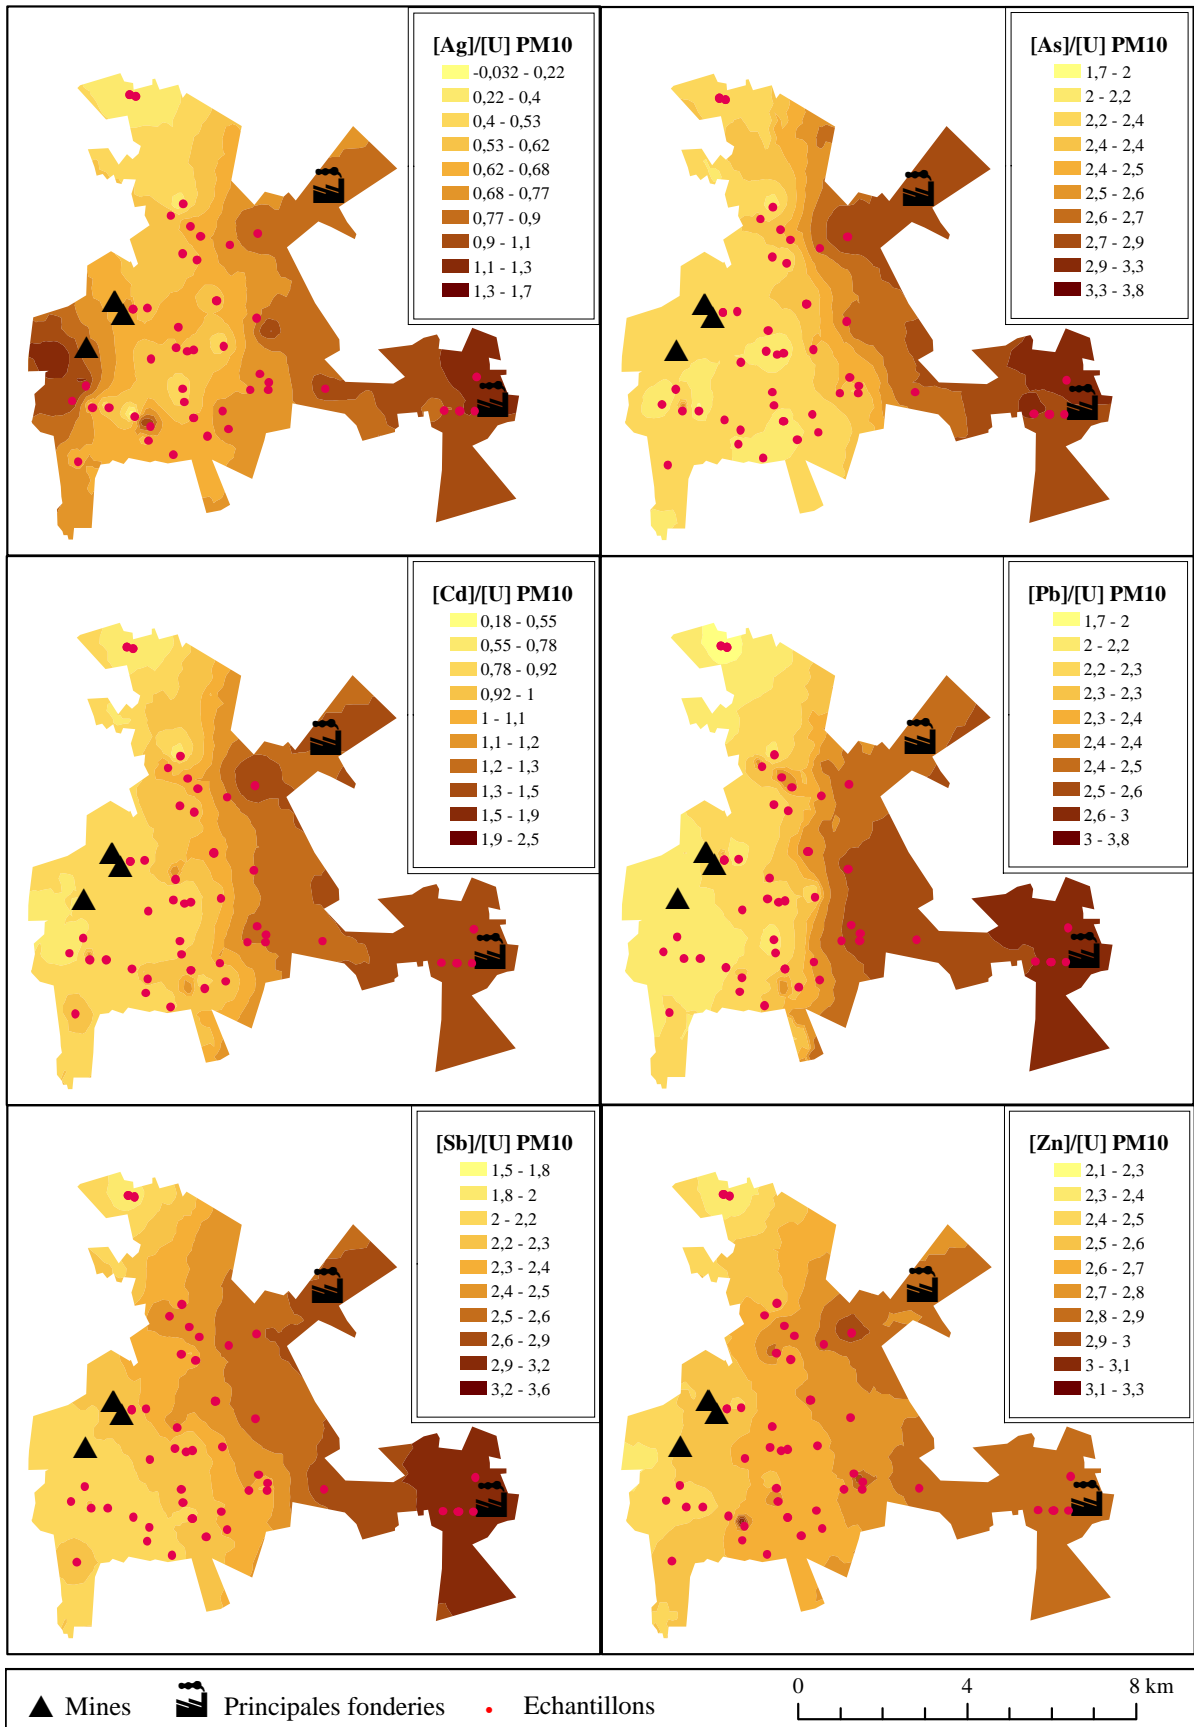 [Ag]/[U] PM10
-0,032 - 0,22
0,22 - 0,4
0,4 - 0,53
0,53 - 0,62
0,62 - 0,68
0,68 - 0,77
0,77 - 0,9
0,9 - 1,1
1,1 - 1,3
1,3 - 1,7
[As]/[U] PM10
1,7 - 2
2 - 2,2
2,2 - 2,4
2,4 - 2,4
2,4 - 2,5
2,5 - 2,6
2,6 - 2,7
2,7 - 2,9
2,9 - 3,3
3,3 - 3,8
[Cd]/[U] PM10
0,18 - 0,55
0,55 - 0,78
0,78 - 0,92
0,92 - 1
1 - 1,1
1,1 - 1,2
1,2 - 1,3
1,3 - 1,5
1,5 - 1,9
1,9 - 2,5
[Pb]/[U] PM10
1,7 - 2
2 - 2,2
2,2 - 2,3
2,3 - 2,3
2,3 - 2,4
2,4 - 2,4
2,4 - 2,5
2,5 - 2,6
2,6 - 3
3 - 3,8
[Sb]/[U] PM10
1,5 - 1,8
1,8 - 2
2 - 2,2
2,2 - 2,3
2,3 - 2,4
2,4 - 2,5
2,5 - 2,6
2,6 - 2,9
2,9 - 3,2
3,2 - 3,6
[Zn]/[U] PM10
2,1 - 2,3
2,3 - 2,4
2,4 - 2,5
2,5 - 2,6
2,6 - 2,7
2,7 - 2,8
2,8 - 2,9
2,9 - 3
3 - 3,1
3,1 - 3,3
Mines
Principales fonderies
Echantillons
0 4 8 km